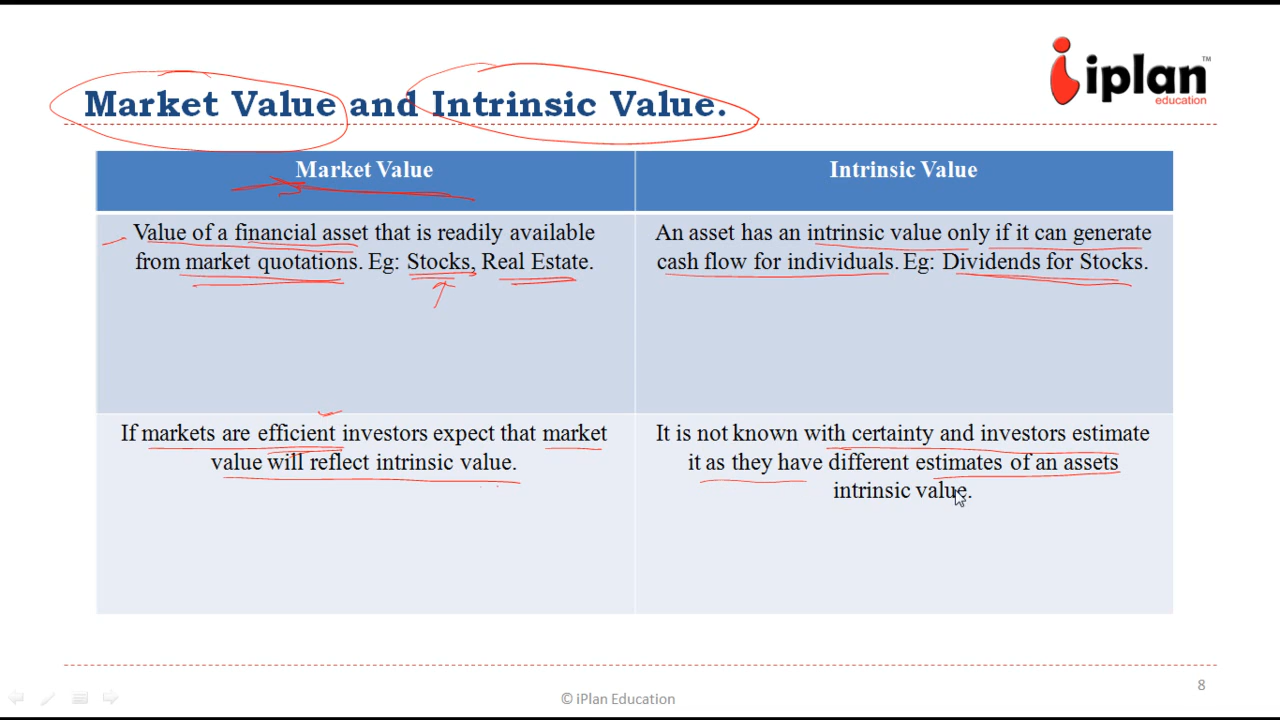 iplan™
education
Market Value and Intrinsic Value.
Market Value
Intrinsic Value
Value of a financial asset that is readily available
from market quotations. Eg: Stocks, Real Estate.
An asset has an intrinsic value only if it can generate
cash flow for individuals. Eg: Dividends for Stocks.
If markets are efficient investors expect that market
value will reflect intrinsic value.
It is not known with certainty and investors estimate
it as they have different estimates of an assets
intrinsic value.
© iPlan Education
8